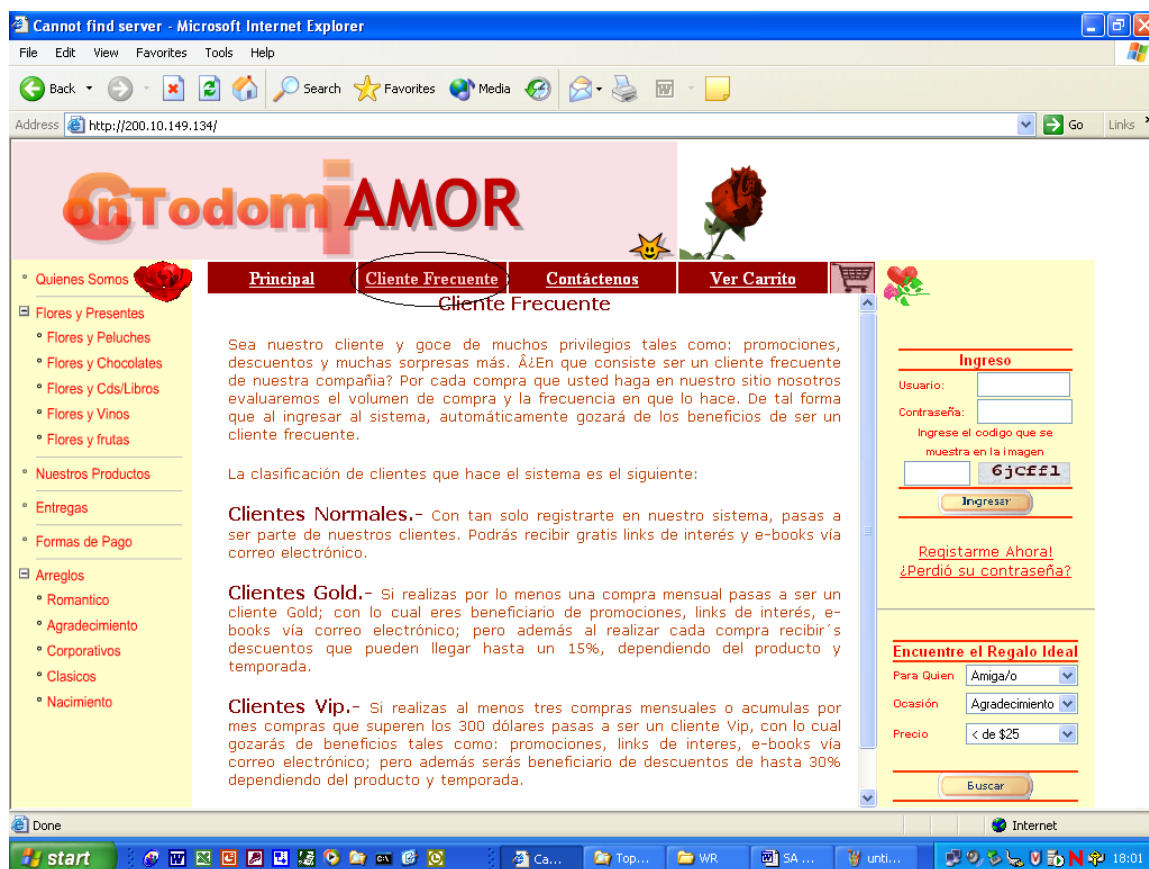 Cannot find server - Microsoft Internet Explorer
File Edit View Favorites Tools Help
Back Search Favorites Media
Address http://200.10.149.134/ Go Links
onTodomi AMOR
Principal Cliente Frecuente Contáctenos Ver Carrito
Quienes Somos
Flores y Presentes
Flores y Peluches
Flores y Chocolates
Flores y Cds/Libros
Flores y Vinos
Flores y frutas
Nuestros Productos
Entregas
Formas de Pago
Arreglos
Romantico
Agradecimiento
Corporativos
Clasicos
Nacimiento
Cliente Frecuente
Sea nuestro cliente y goce de muchos privilegios tales como: promociones,
descuentos y muchas sorpresas más. Â¿En que consiste ser un cliente frecuente
de nuestra compañia? Por cada compra que usted haga en nuestro sitio nosotros
evaluaremos el volumen de compra y la frecuencia en que lo hace. De tal forma
que al ingresar al sistema, automáticamente gozará de los beneficios de ser un
cliente frecuente.
La clasificación de clientes que hace el sistema es el siguiente:
Clientes Normales.- Con tan solo registrarte en nuestro sistema, pasas a
ser parte de nuestros clientes. Podrás recibir gratis links de interés y e-books vía
correo electrónico.
Clientes Gold.- Si realizas por lo menos una compra mensual pasas a ser un
cliente Gold; con lo cual eres beneficiario de promociones, links de interés, e-
books vía correo electrónico; pero además al realizar cada compra recibir´s
descuentos que pueden llegar hasta un 15%, dependiendo del producto y
temporada.
Clientes Vip.- Si realizas al menos tres compras mensuales o acumulas por
mes compras que superen los 300 dólares pasas a ser un cliente Vip, con lo cual
gozarás de beneficios tales como: promociones, links de interes, e-books vía
correo electrónico; pero además serás beneficiario de descuentos de hasta 30%
dependiendo del producto y temporada.
Ingreso
Usuario:
Contraseña:
Ingrese el codigo que se
muestra en la imagen
6jCff1
Ingresar
Registarme Ahora!
¿Perdió su contraseña?
Encuentre el Regalo Ideal
Para Quien Amiga/o
Ocasión Agradecimiento
Precio < de $25
Buscar
Done Internet
start Ca... Top... WR SA ... unti... 18:01